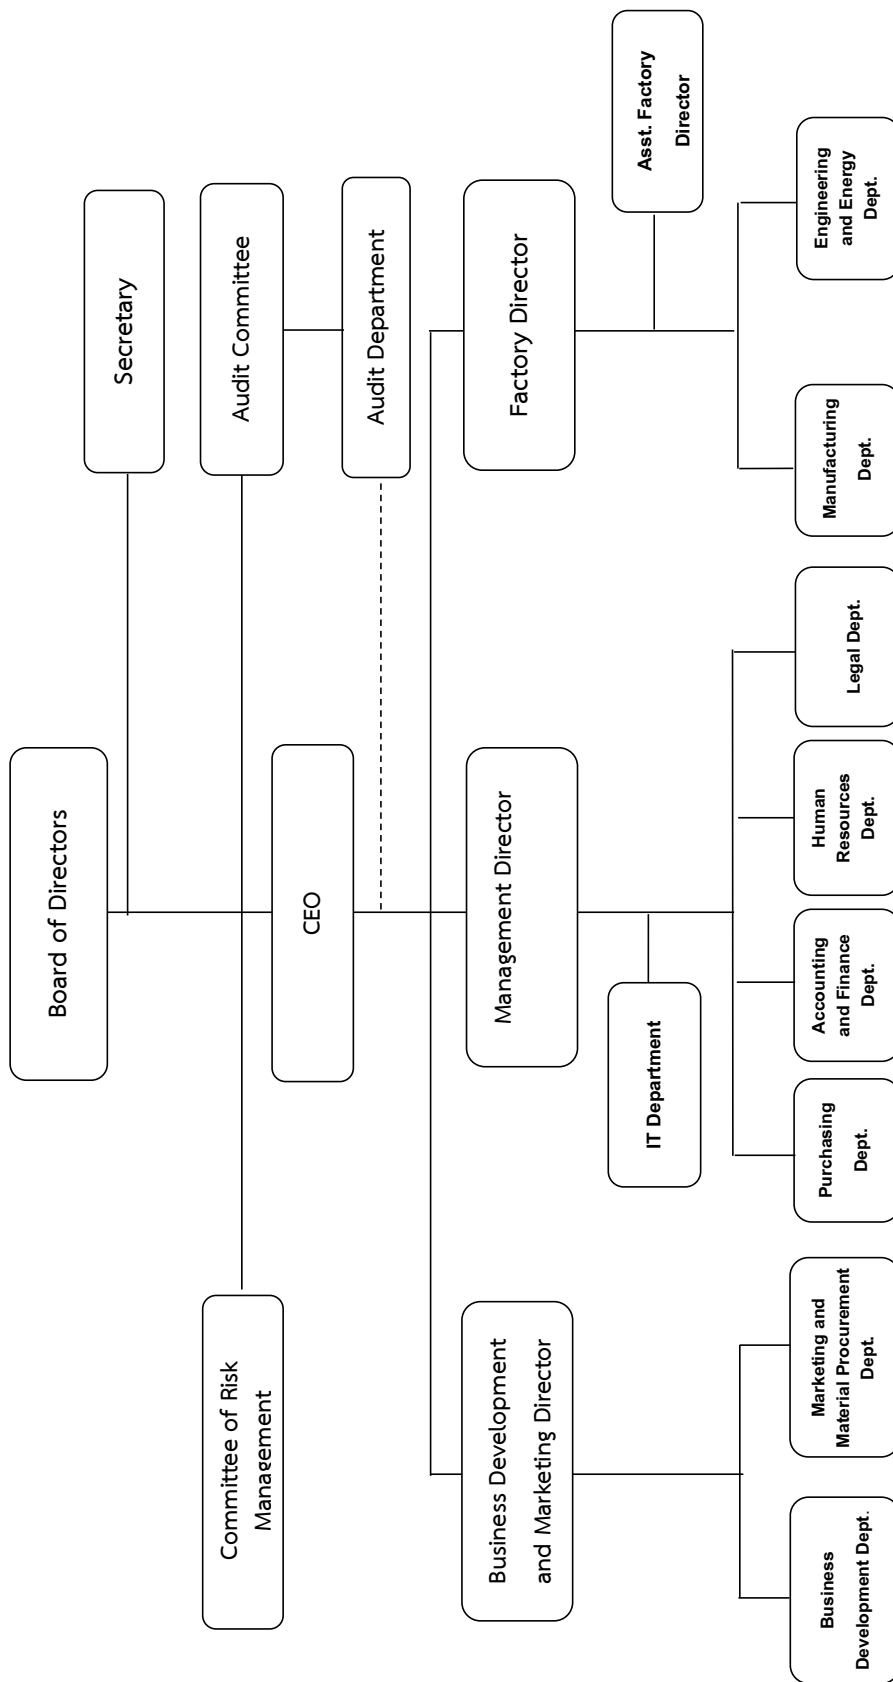 Board of Directors
Secretary
Committee of Risk
Management
Audit Committee
CEO
Audit Department
Business Development
and Marketing Director
Management Director
Factory Director
IT Department
Asst. Factory
Director
Business
Development Dept.
Marketing and
Material Procurement
Dept.
Purchasing
Dept.
Accounting
and Finance
Dept.
Human
Resources
Dept.
Legal Dept.
Manufacturing
Dept.
Engineering
and Energy
Dept.